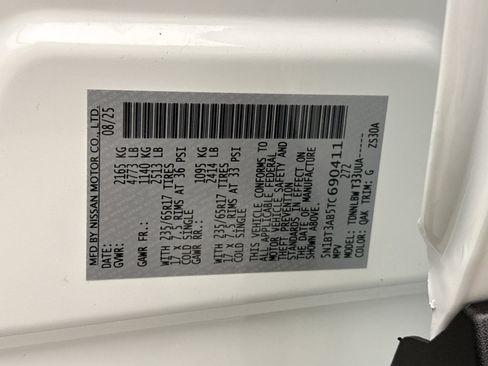 MFD BY NISSAN MOTOR CO., LTD.
DATE: 08/25
GVWR: 2165 KG
4773 LB
GAWR FR.: 1140 KG
2513 LB
WITH 235/65R17 TIRES
17 X 7.5 RIMS AT 36 PSI
COLD SINGLE
GAWR RR.: 1095 KG
2414 LB
WITH 235/65R17 TIRES
17 X 7.5 RIMS AT 33 PSI
COLD SINGLE
THIS VEHICLE CONFORMS TO
ALL APPLICABLE FEDERAL
MOTOR VEHICLE SAFETY AND
THEFT PREVENTION
STANDARDS IN EFFECT ON
THE DATE OF MANUFACTURE
SHOWN ABOVE.
5N1BT3AB5TC690411
MPV 277
MODEL: TDNNLBW T33UUA-----
COLOR: QAK TRIM: G ZS30A